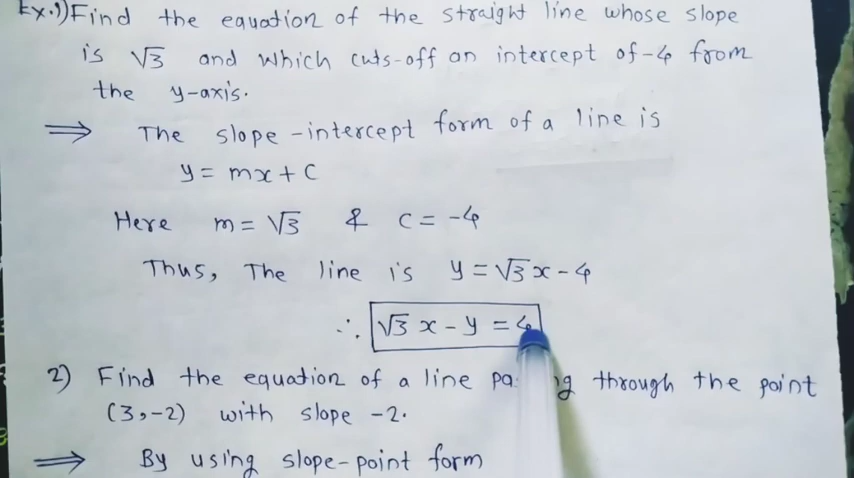 Ex.1) Find the equation of the straight line whose slope
is √3 and which cuts-off an intercept of -4 from
the y-axis.
⇒ The slope-intercept form of a line is
y = mx + c
Here m = √3 & c = -4
Thus, The line is y = √3 x - 4
∴ √3 x - y = 4
2) Find the equation of a line through the point
(3, -2) with slope -2.
⇒ By using slope-point form